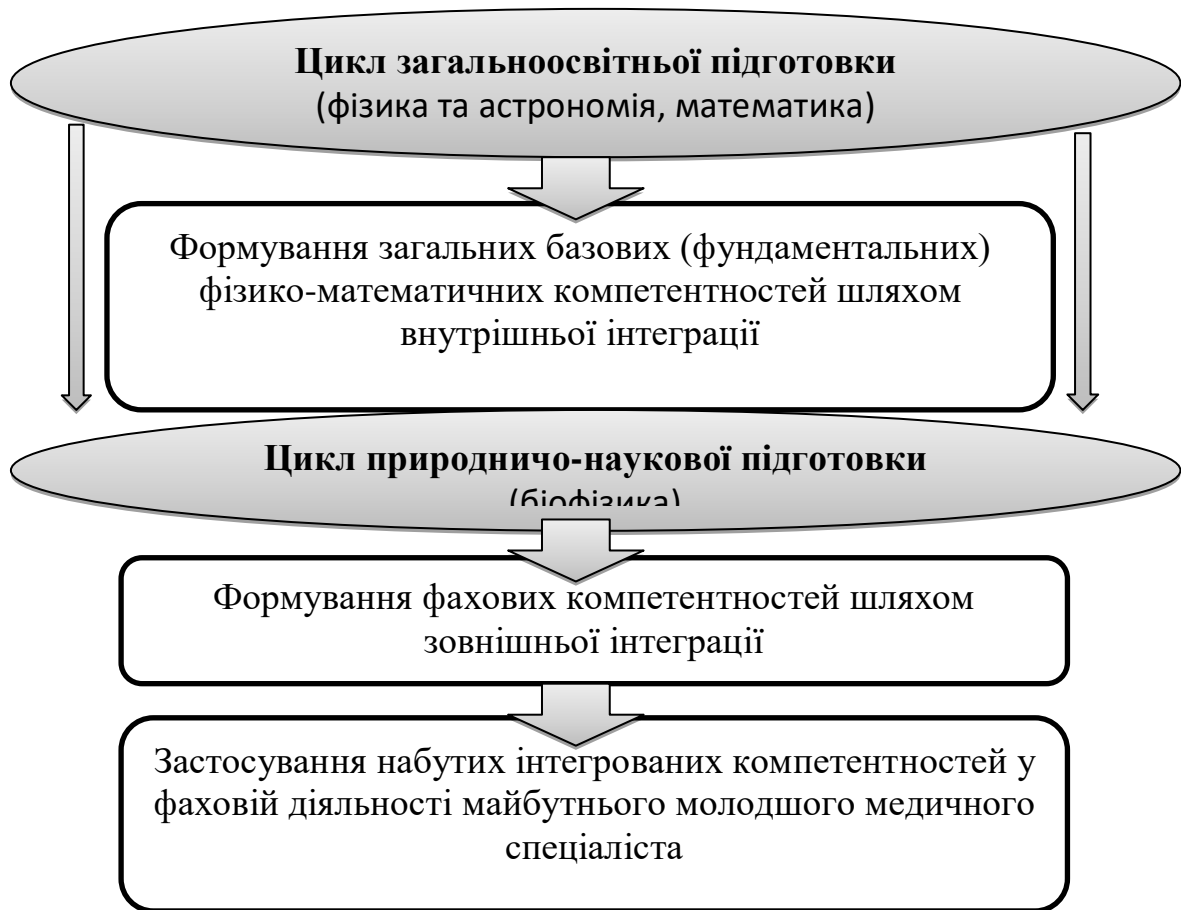 Цикл загальноосвітньої підготовки
(фізика та астрономія, математика)
Формування загальних базових (фундаментальних)
фізико-математичних компетентностей шляхом
внутрішньої інтеграції
Цикл природничо-наукової підготовки
(біофізика)
Формування фахових компетентностей шляхом
зовнішньої інтеграції
Застосування набутих інтегрованих компетентностей у
фаховій діяльності майбутнього молодшого медичного
спеціаліста